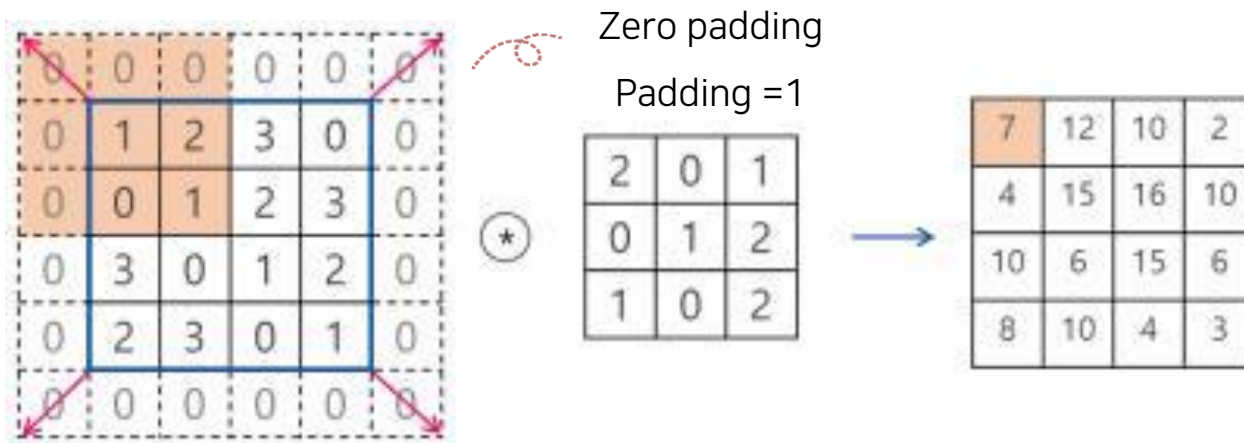 Zero padding
Padding =1
0 0 0 0 0 0
0 1 2 3 0 0
0 0 1 2 3 0
0 3 0 1 2 0
0 2 3 0 1 0
0 0 0 0 0 0
*
2 0 1
0 1 2
1 0 2
7 12 10 2
4 15 16 10
10 6 15 6
8 10 4 3